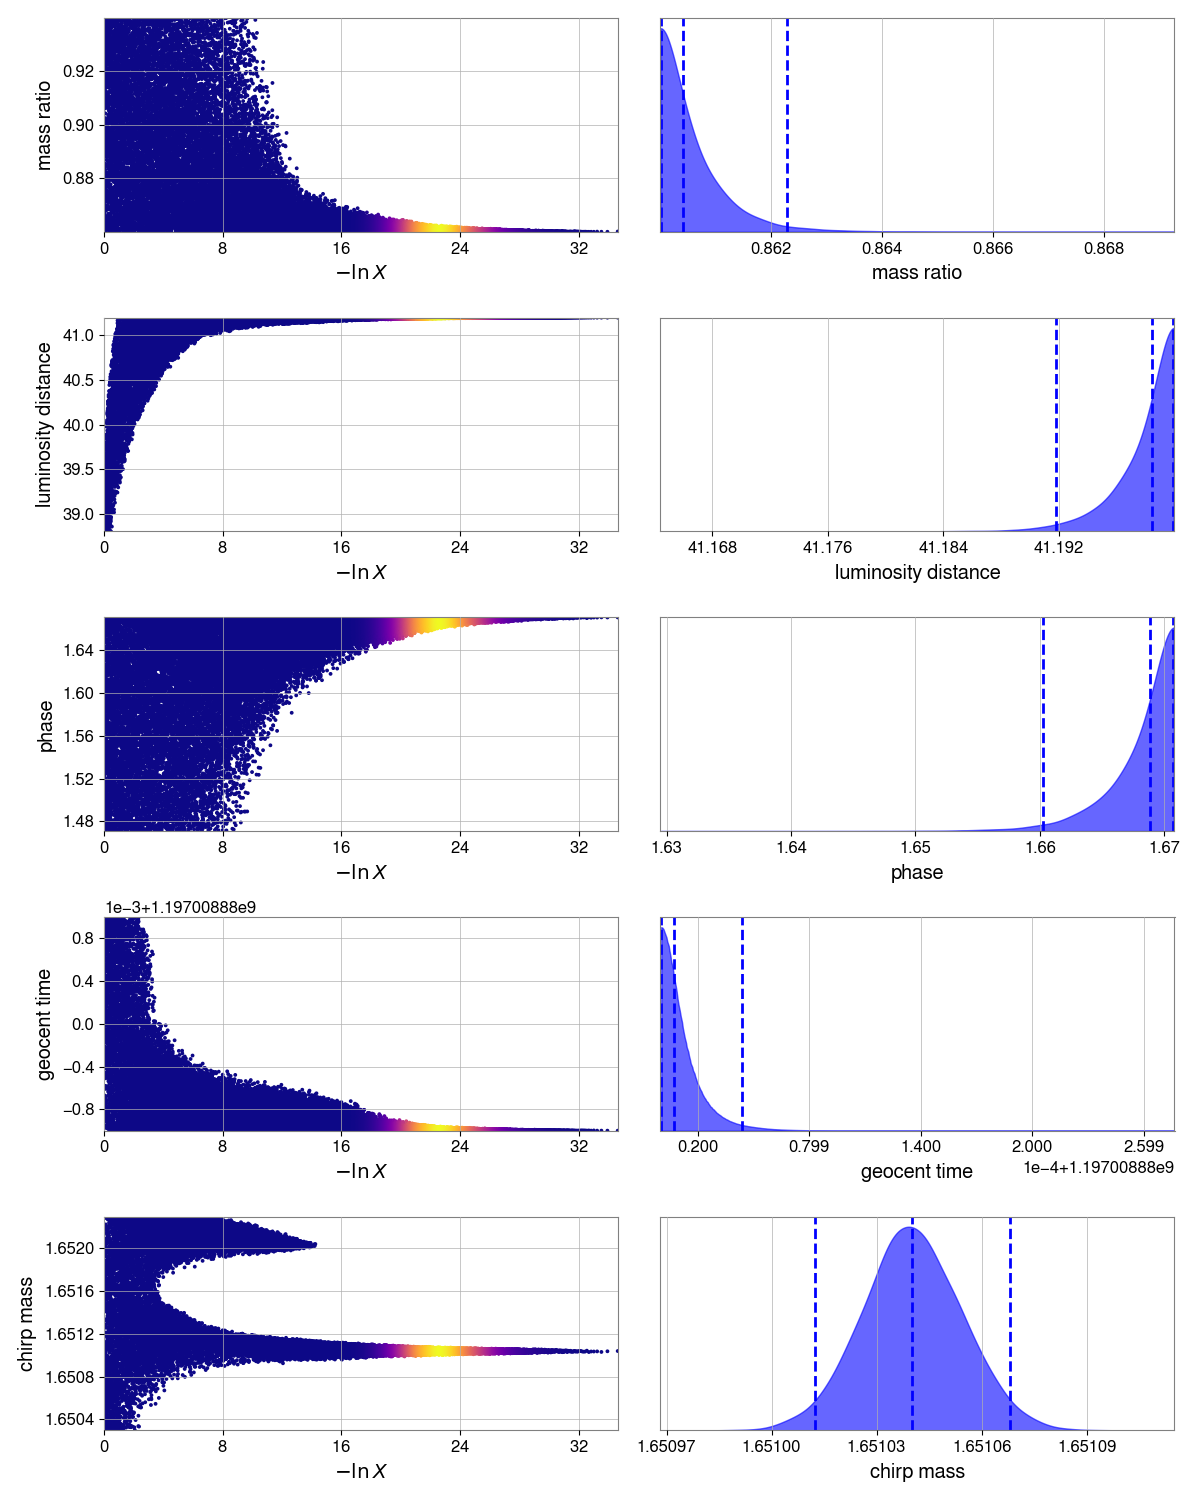 0.92
0.90
0.88
mass ratio
0 8 16 24 32
−ln X
0.862 0.864 0.866 0.868
mass ratio
41.0
40.5
40.0
39.5
39.0
luminosity distance
0 8 16 24 32
−ln X
41.168 41.176 41.184 41.192
luminosity distance
1.64
1.60
1.56
1.52
1.48
phase
0 8 16 24 32
−ln X
1.63 1.64 1.65 1.66 1.67
phase
1e−3+1.19700888e9
0.8
0.4
0.0
−0.4
−0.8
geocent time
0 8 16 24 32
−ln X
0.200 0.799 1.400 2.000 2.599
1e−4+1.19700888e9
geocent time
1.6520
1.6516
1.6512
1.6508
1.6504
chirp mass
0 8 16 24 32
−ln X
1.65097 1.65100 1.65103 1.65106 1.65109
chirp mass